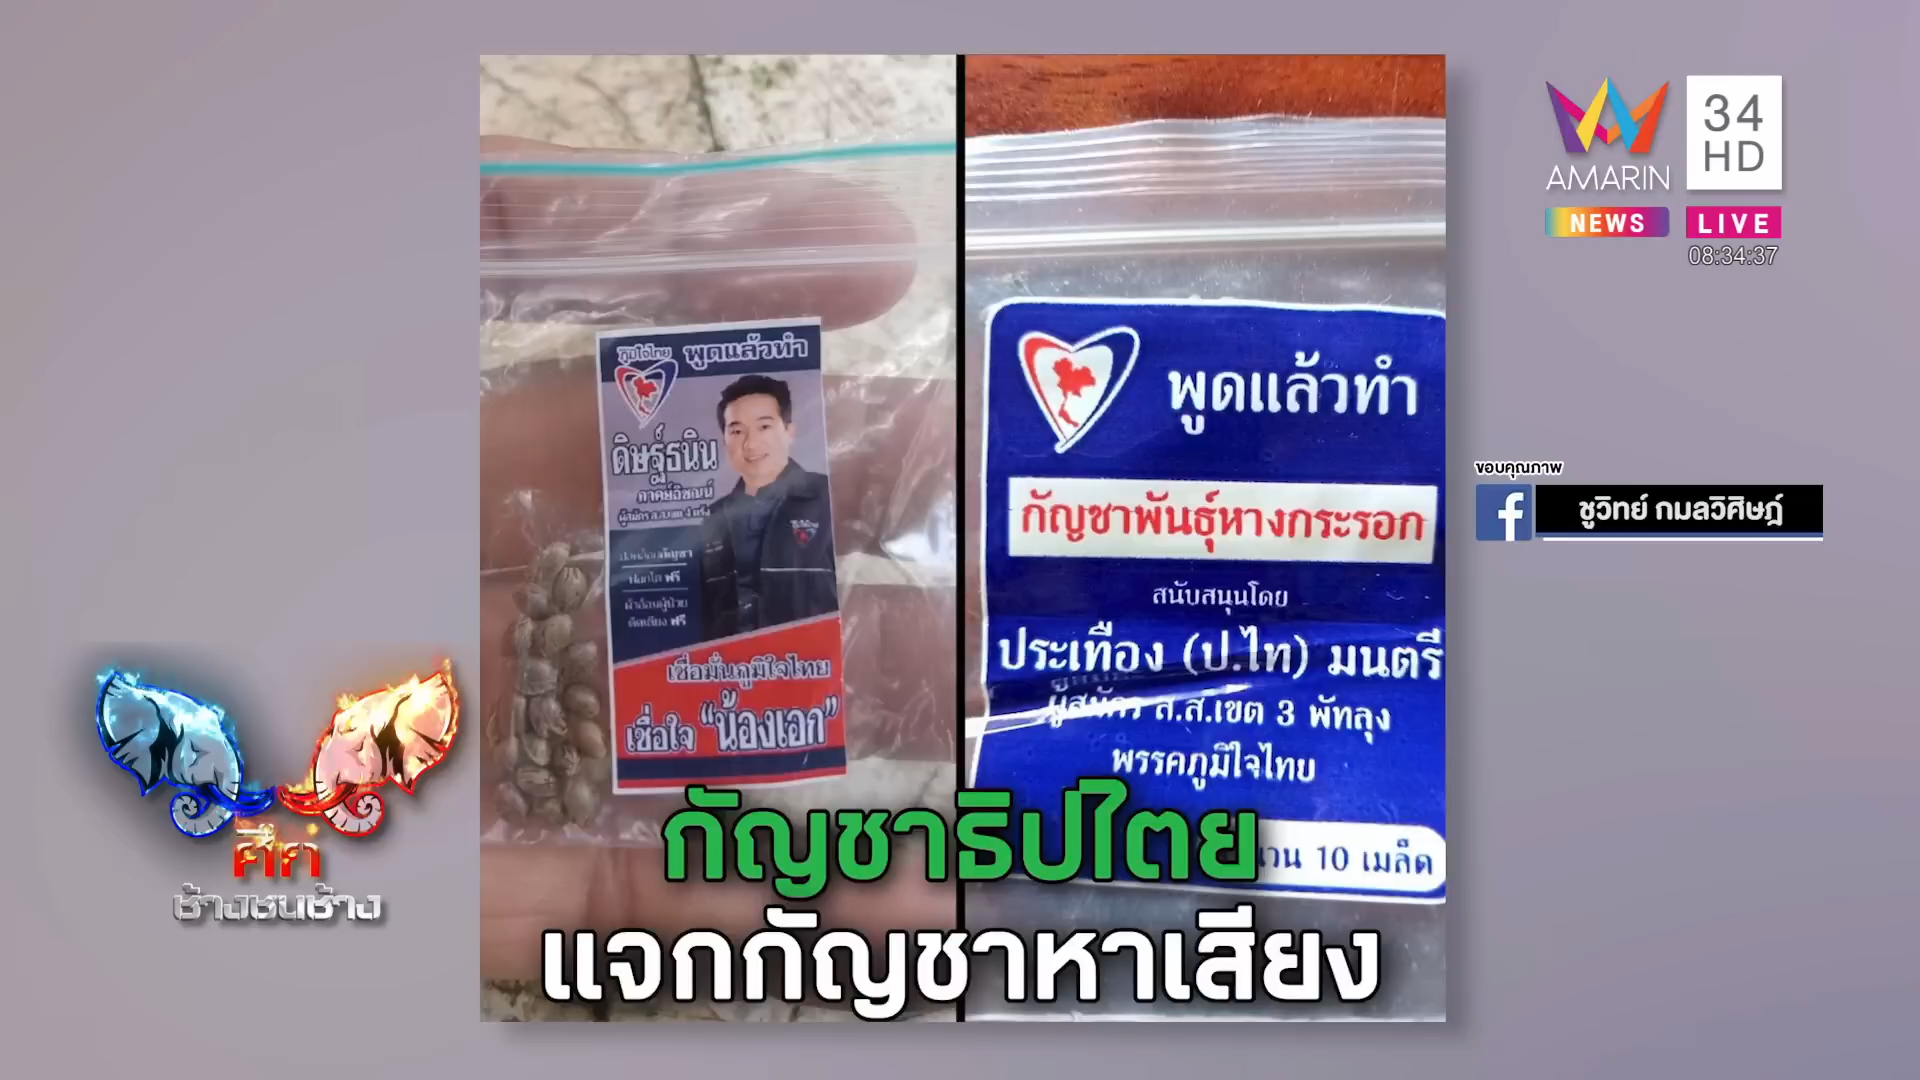 AMARIN
34
HD
NEWS
LIVE
08:34:37
ภูมิใจไทย พูดแล้วทำ
ดิษฐ์ธนิน
ภาคย์อิชณน์
เชื่อมั่นภูมิใจไทย
เชื่อใจ "น้องเอก"
พูดแล้วทำ
กัญชาพันธุ์หางกระรอก
สนับสนุนโดย
ประเทือง (ป.ไท) มนตรี
ผู้สมัคร ส.ส.เขต 3 พัทลุง
พรรคภูมิใจไทย
10 เมล็ด
กัญชาธิปไตย
แจกกัญชาหาเสียง
ขอบคุณภาพ
ชูวิทย์ กมลวิศิษฎ์
ศึก
ช้างชนช้าง